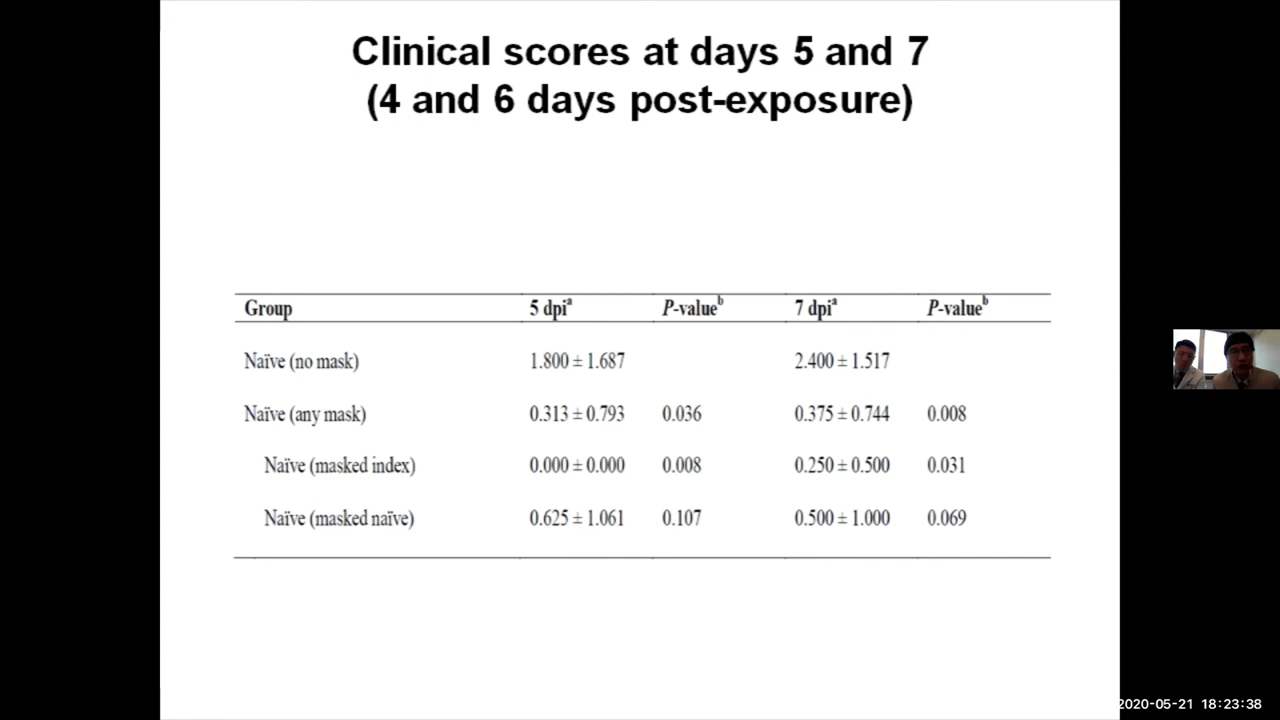 Clinical scores at days 5 and 7
(4 and 6 days post-exposure)
Group 5 dpiᵃ P-valueᵇ 7 dpiᵃ P-valueᵇ
Naïve (no mask) 1.800 ± 1.687 2.400 ± 1.517
Naïve (any mask) 0.313 ± 0.793 0.036 0.375 ± 0.744 0.008
Naïve (masked index) 0.000 ± 0.000 0.008 0.250 ± 0.500 0.031
Naïve (masked naïve) 0.625 ± 1.061 0.107 0.500 ± 1.000 0.069
2020-05-21 18:23:38